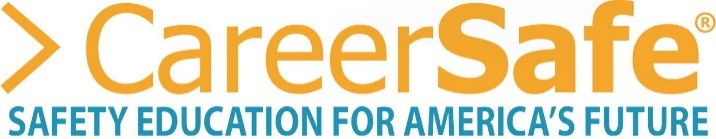 > CareerSafe®
SAFETY EDUCATION FOR AMERICA'S FUTURE